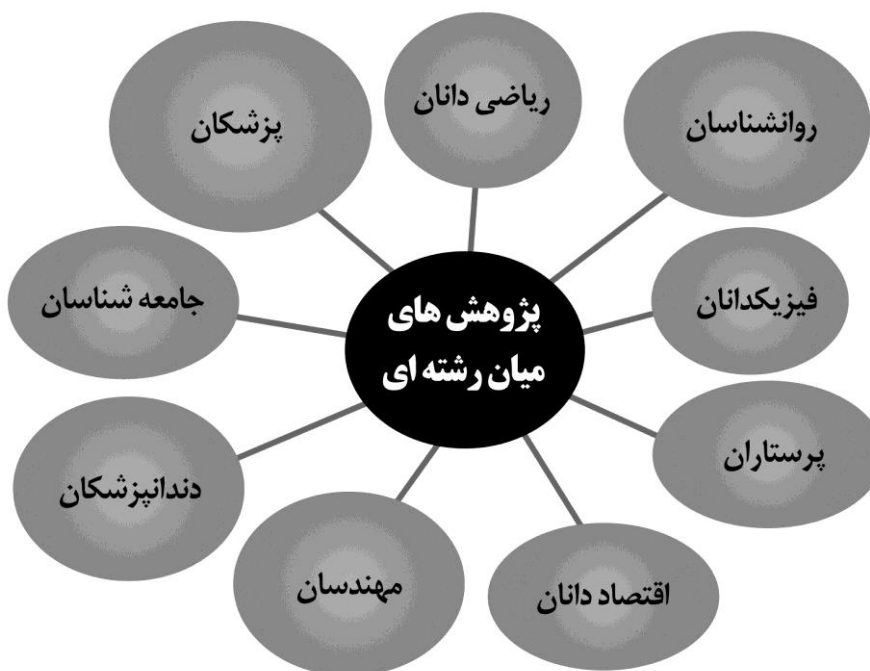 ریاضی دانان
روانشناسان
پزشکان
فیزیکدانان
جامعه شناسان
پژوهش های
میان رشته ای
پرستاران
دندانپزشکان
اقتصاد دانان
مهندسان